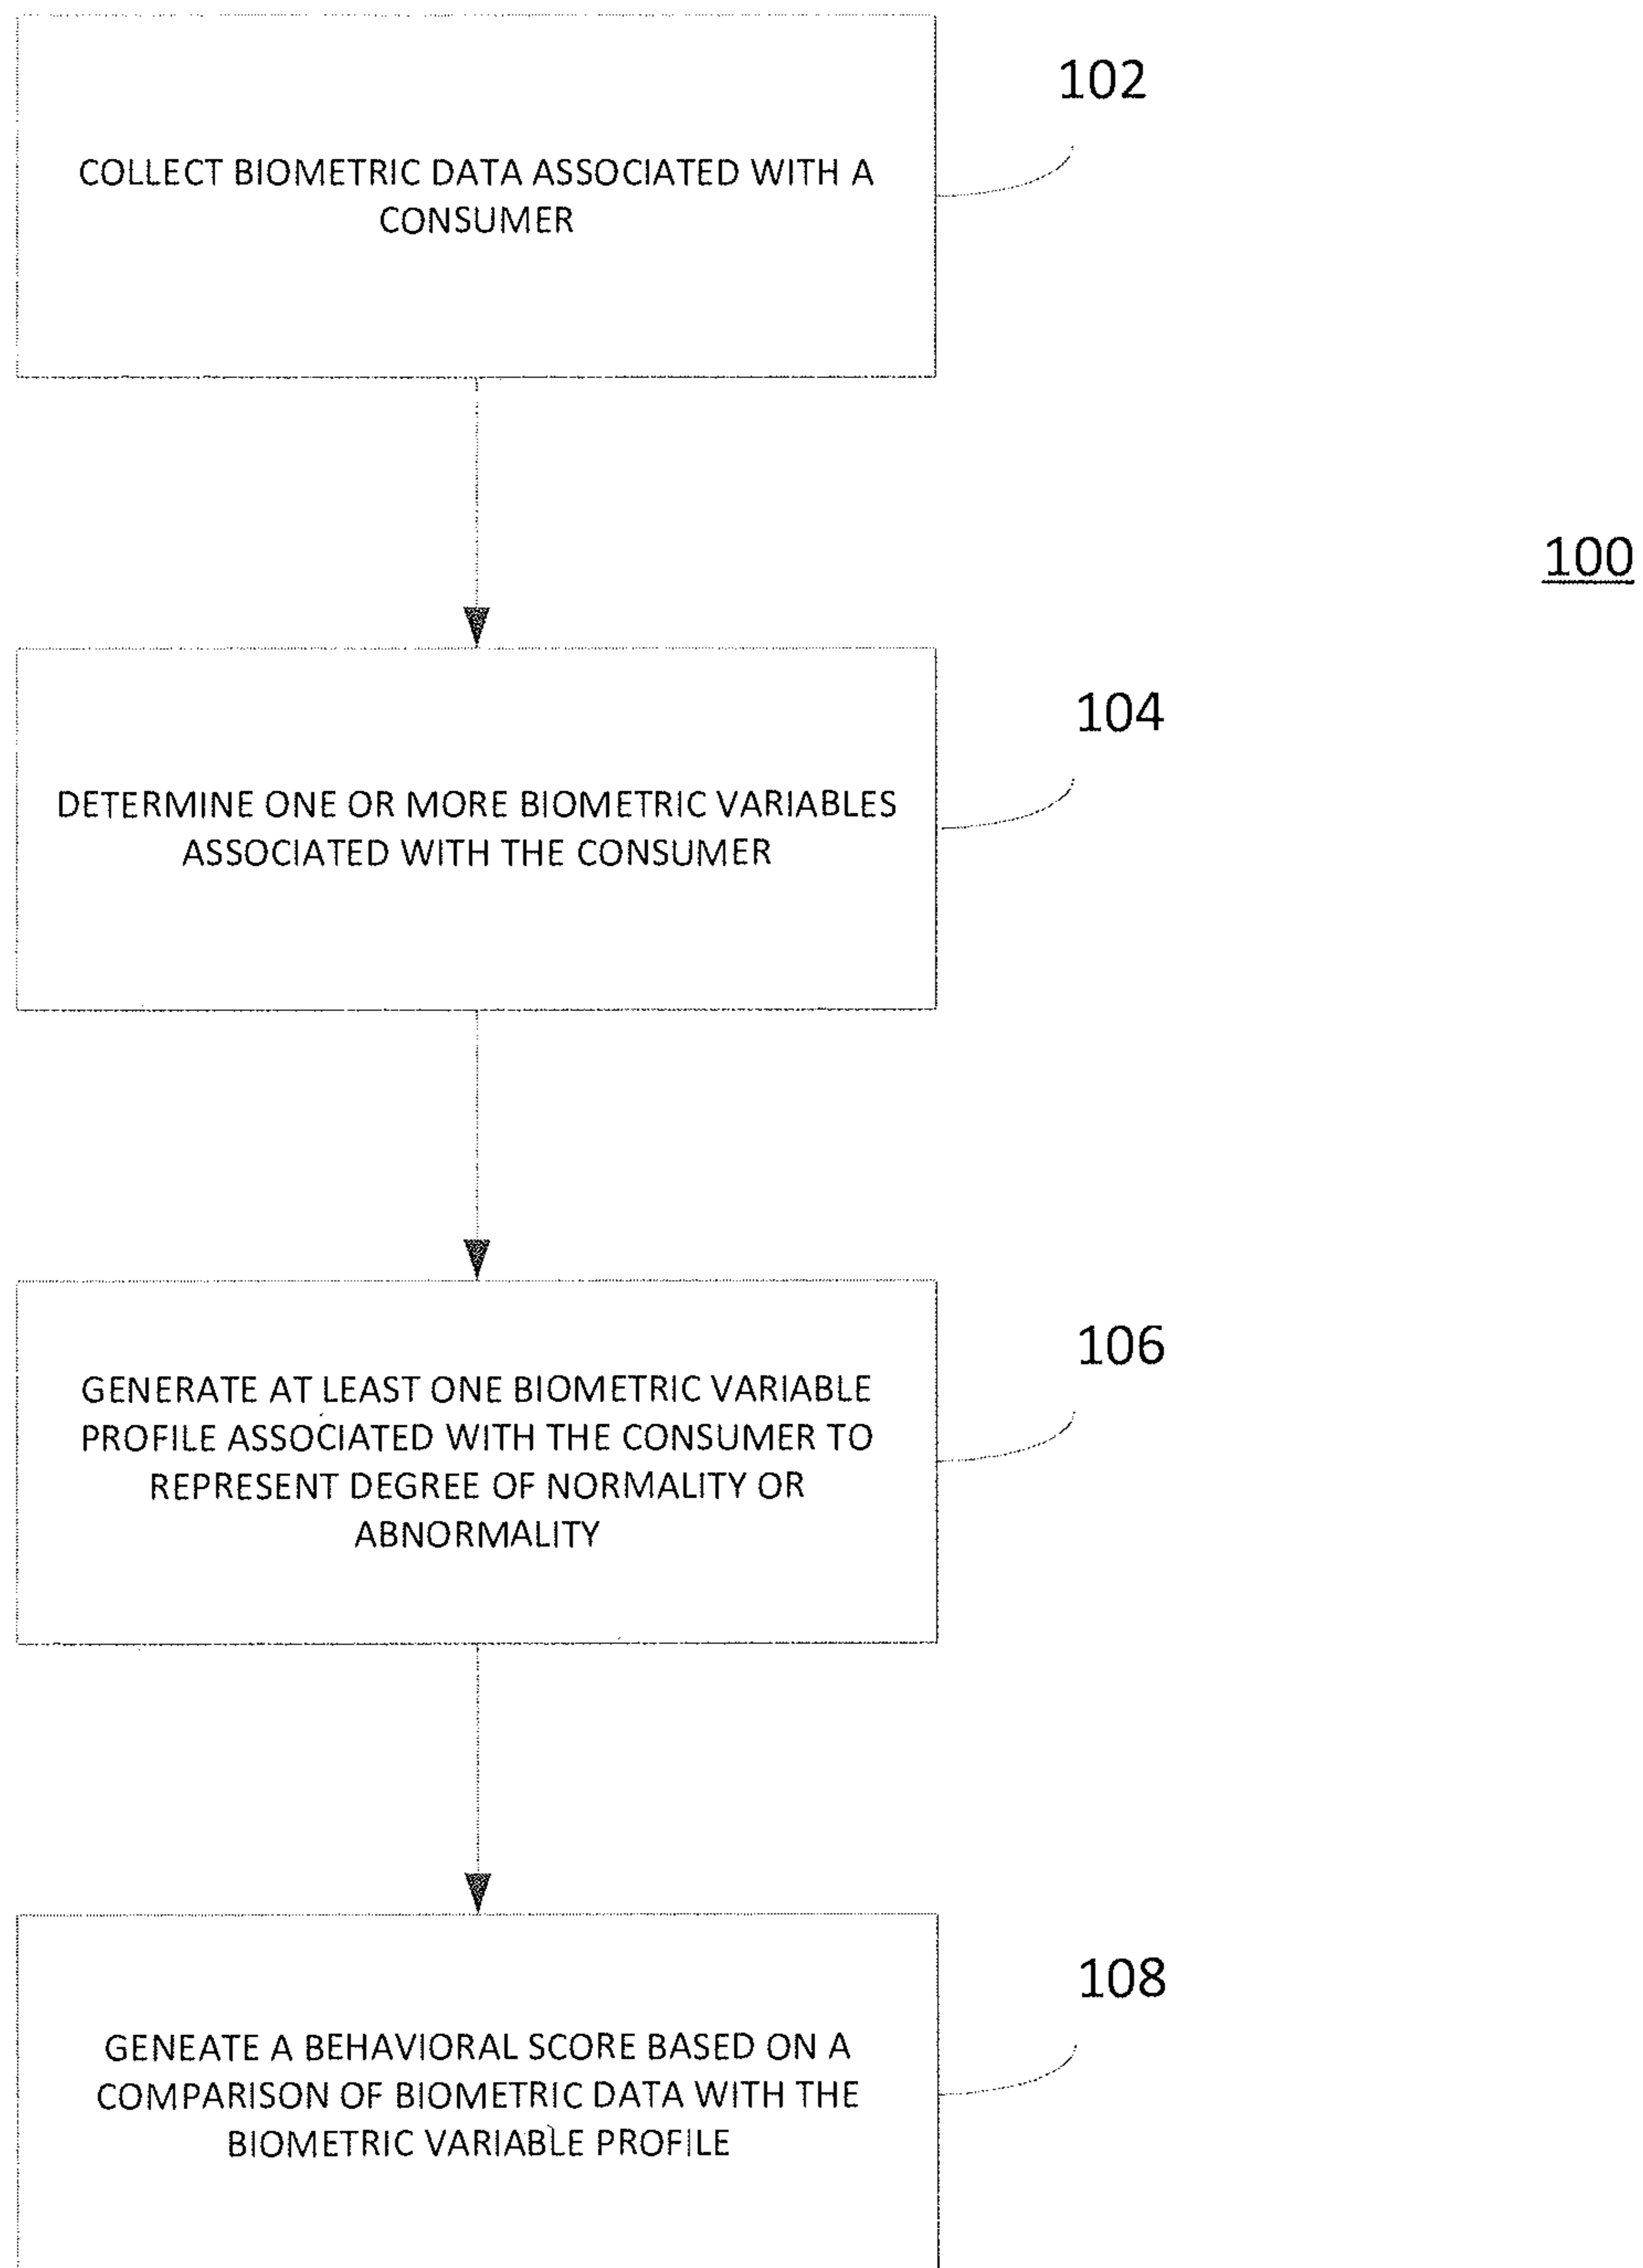 102
COLLECT BIOMETRIC DATA ASSOCIATED WITH A
CONSUMER
100
104
DETERMINE ONE OR MORE BIOMETRIC VARIABLES
ASSOCIATED WITH THE CONSUMER
106
GENERATE AT LEAST ONE BIOMETRIC VARIABLE
PROFILE ASSOCIATED WITH THE CONSUMER TO
REPRESENT DEGREE OF NORMALITY OR
ABNORMALITY
108
GENEATE A BEHAVIORAL SCORE BASED ON A
COMPARISON OF BIOMETRIC DATA WITH THE
BIOMETRIC VARIABLE PROFILE